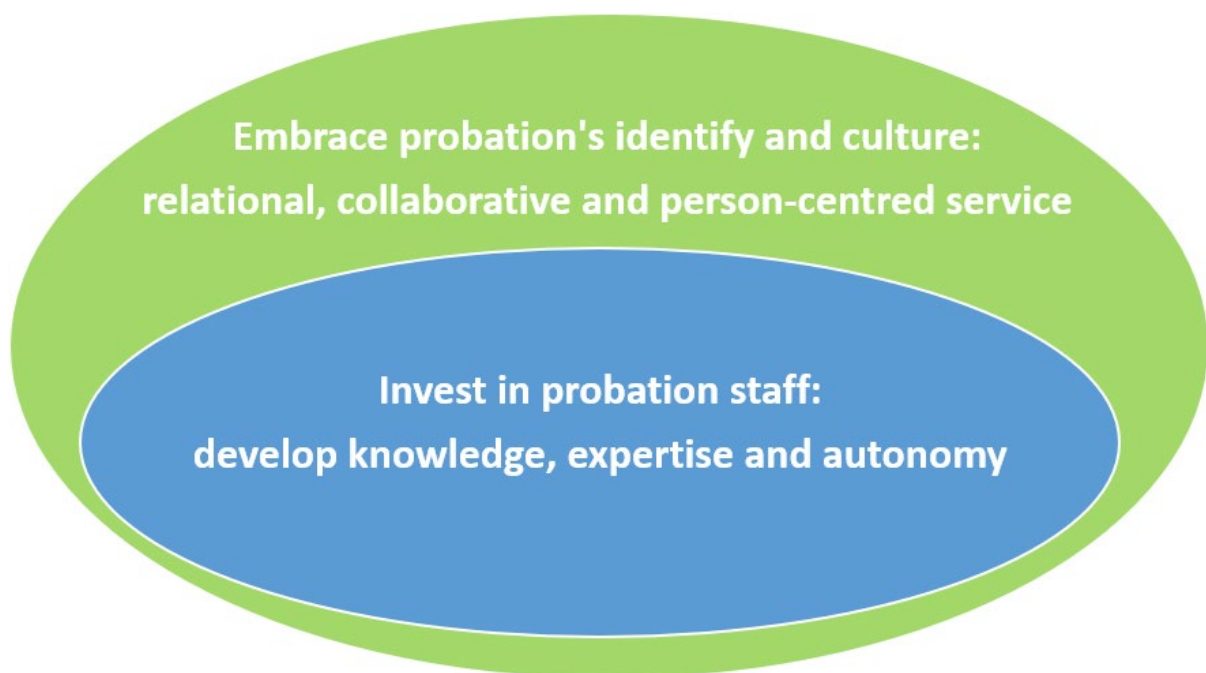 Embrace probation's identify and culture:
relational, collaborative and person-centred service
Invest in probation staff:
develop knowledge, expertise and autonomy